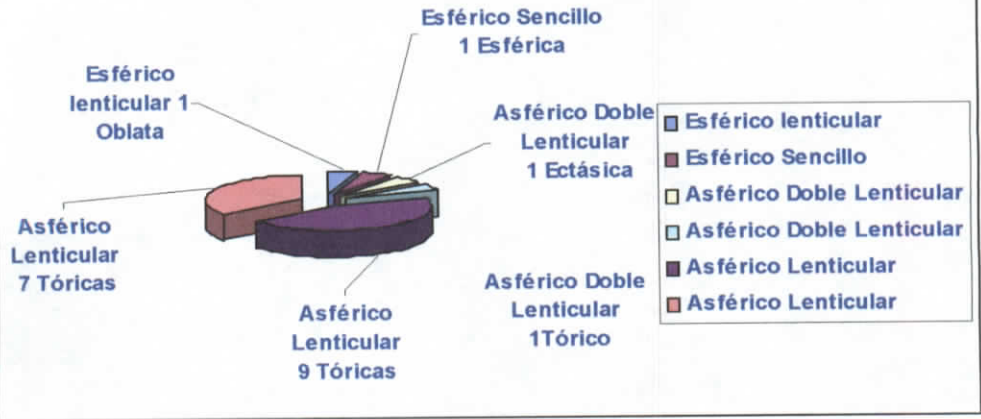 Esférico Sencillo
1 Esférica
Esférico
lenticular 1
Oblata
Asférico Doble
Lenticular
1 Ectásica
Asférico
Lenticular
7 Tóricas
Asférico
Lenticular
9 Tóricas
Asférico Doble
Lenticular
1Tórico
Esférico lenticular
Esférico Sencillo
Asférico Doble Lenticular
Asférico Doble Lenticular
Asférico Lenticular
Asférico Lenticular